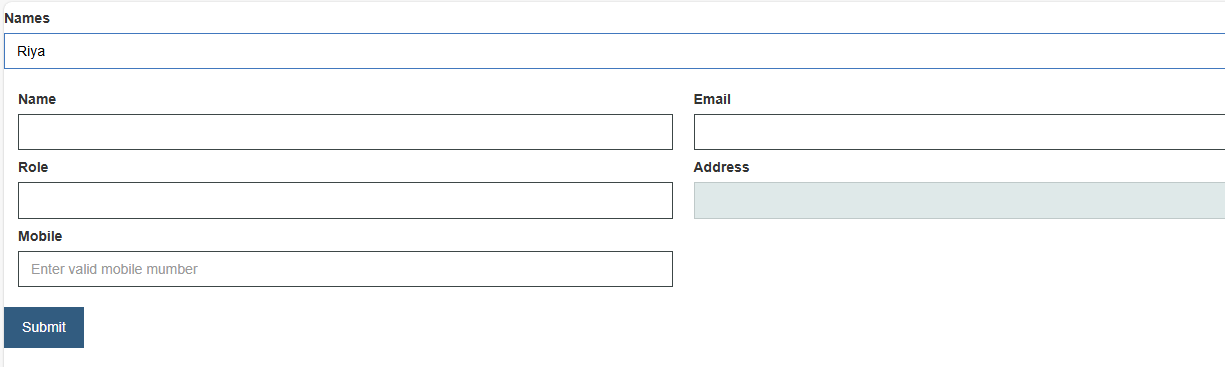 Names
Riya
Name
Email
Role
Address
Mobile
Enter valid mobile mumber
Submit